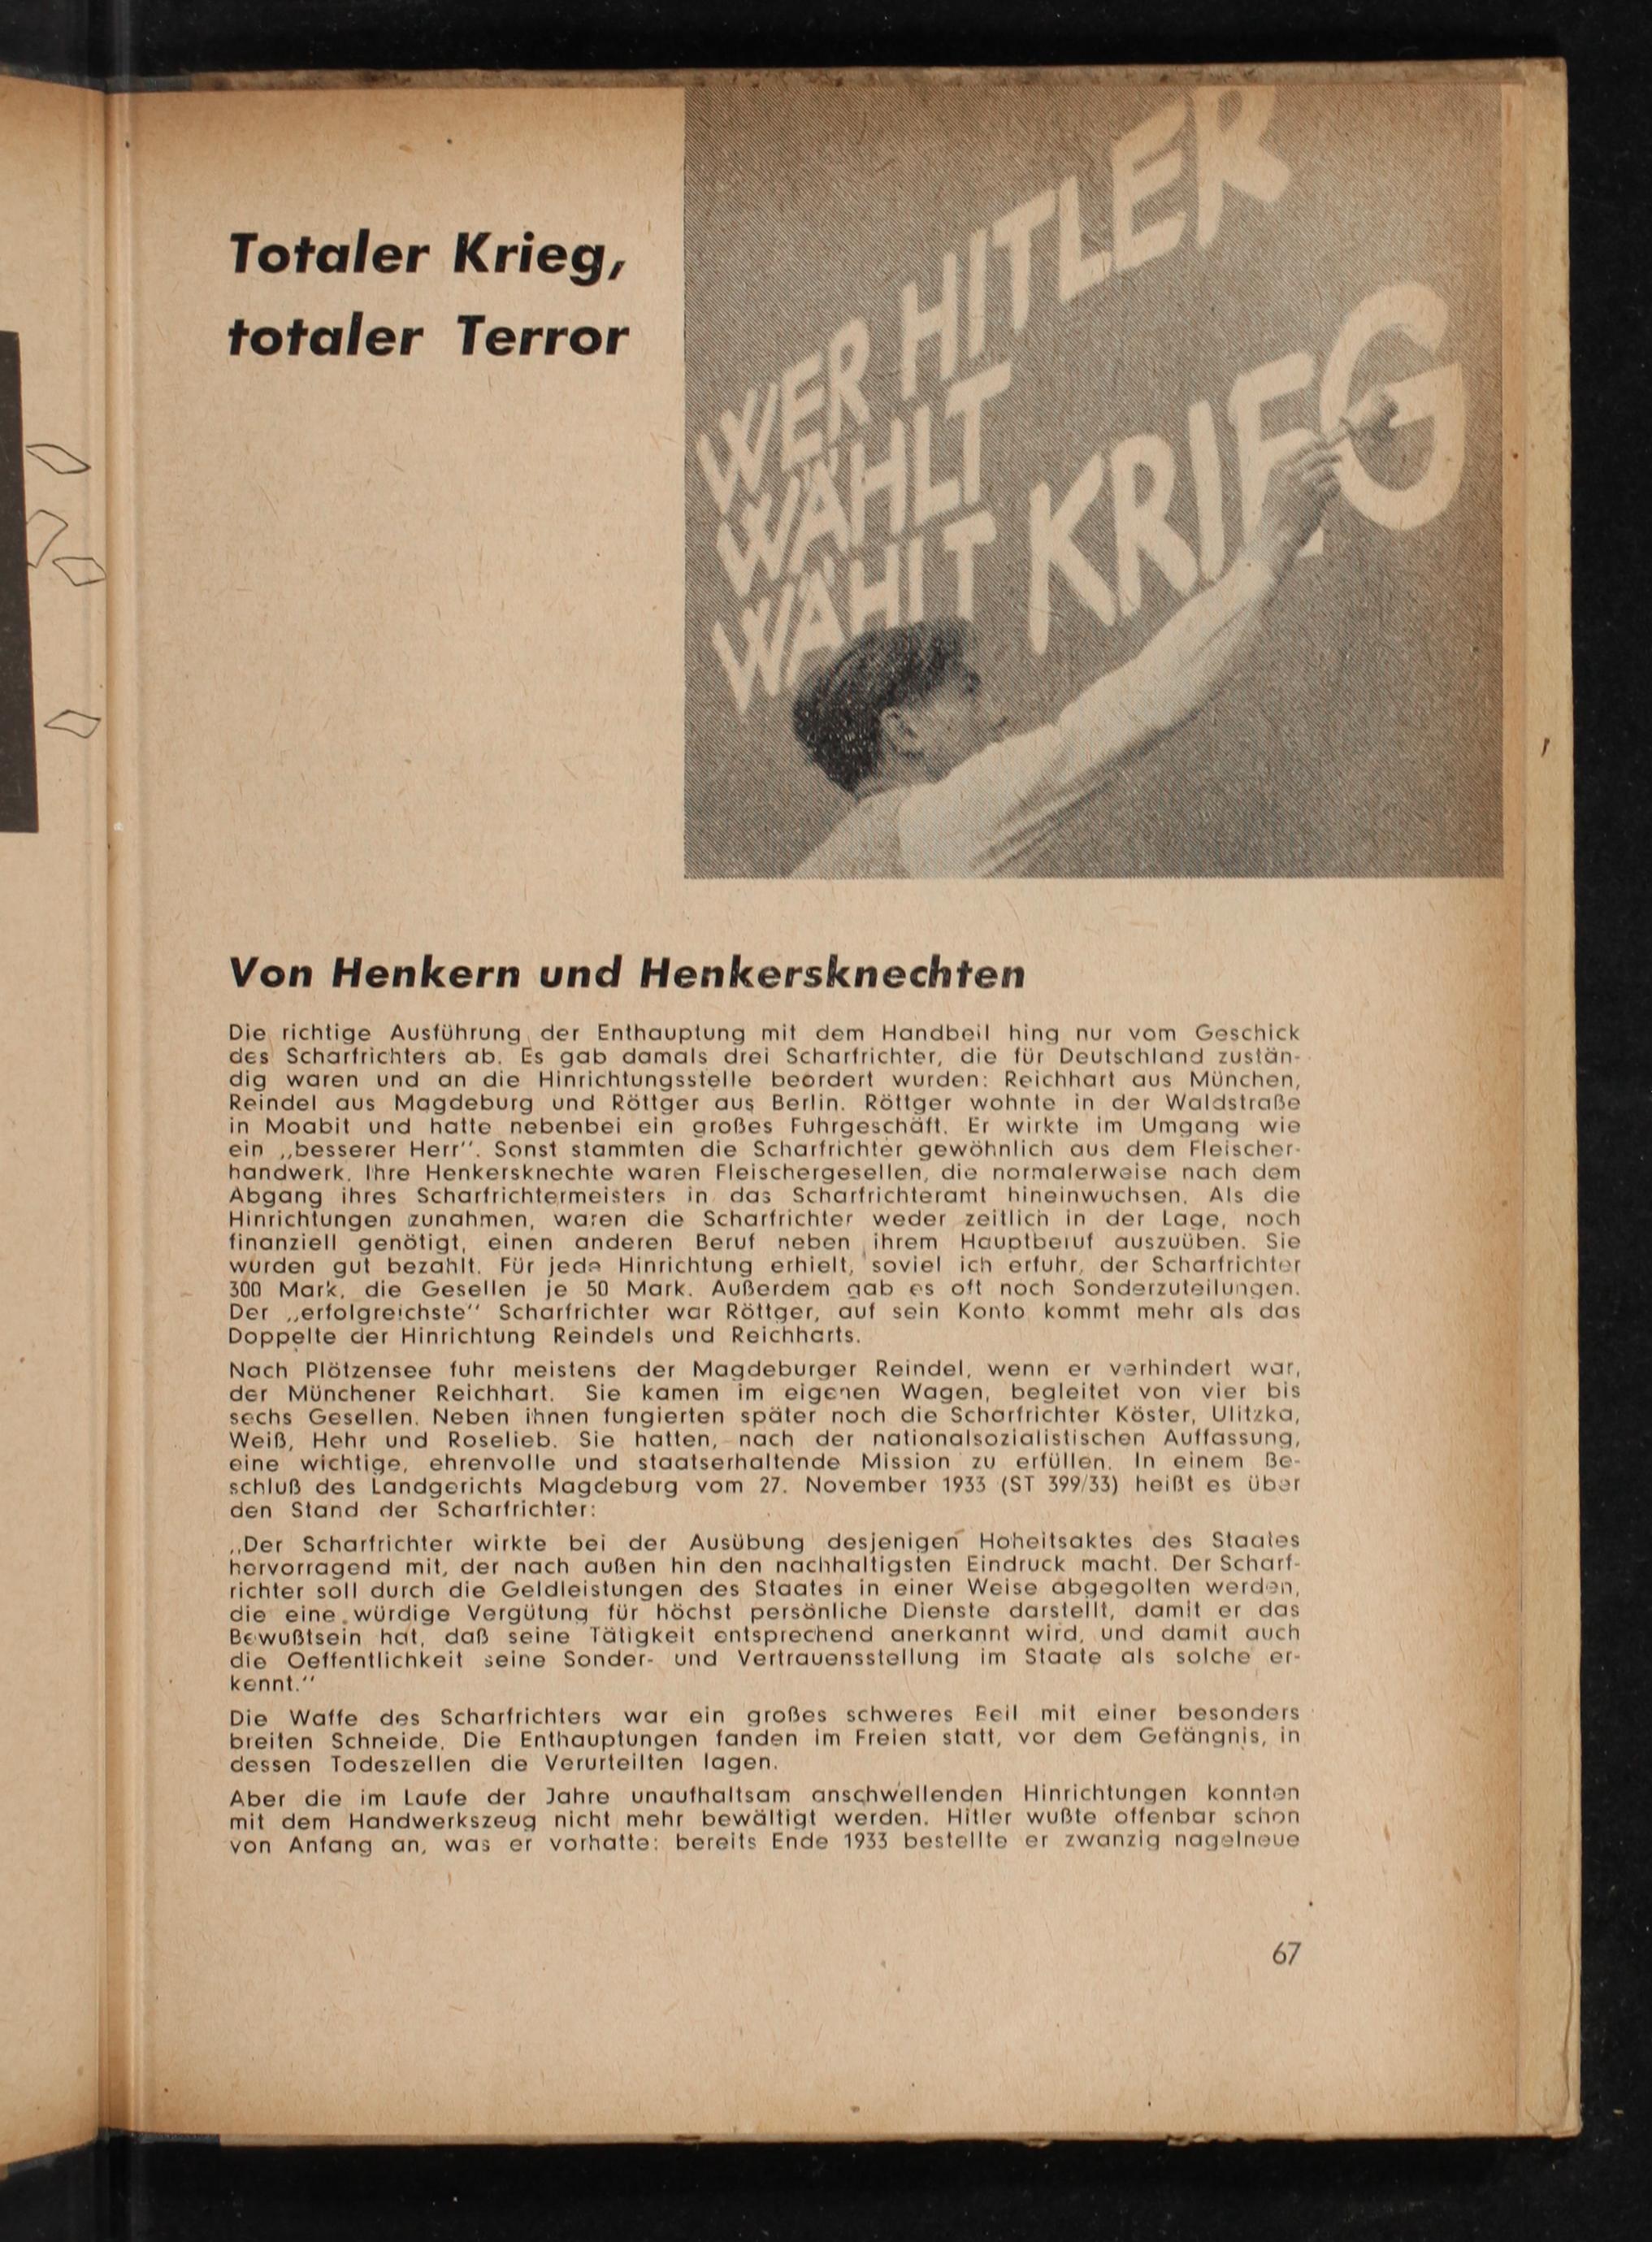 Totaler Krieg,
totaler Terror
WER HITLER
WÄHLT
WÄHLT KRIEG
Von Henkern und Henkersknechten
Die richtige Ausführung der Enthauptung mit dem Handbeil hing nur vom Geschick
des Scharfrichters ab. Es gab damals drei Scharfrichter, die für Deutschland zustän-
dig waren und an die Hinrichtungsstelle beordert wurden: Reichhart aus München,
Reindel aus Magdeburg und Röttger aus Berlin. Röttger wohnte in der Waldstraße
in Moabit und hatte nebenbei ein großes Fuhrgeschäft. Er wirkte im Umgang wie
ein „besserer Herr". Sonst stammten die Scharfrichter gewöhnlich aus dem Fleischer-
handwerk. Ihre Henkersknechte waren Fleischergesellen, die normalerweise nach dem
Abgang ihres Scharfrichtermeisters in das Scharfrichteramt hineinwuchsen. Als die
Hinrichtungen zunahmen, waren die Scharfrichter weder zeitlich in der Lage, noch
finanziell genötigt, einen anderen Beruf neben ihrem Hauptberuf auszuüben. Sie
wurden gut bezahlt. Für jede Hinrichtung erhielt, soviel ich erfuhr, der Scharfrichter
300 Mark, die Gesellen je 50 Mark. Außerdem gab es oft noch Sonderzuteilungen.
Der „erfolgreichste" Scharfrichter war Röttger, auf sein Konto kommt mehr als das
Doppelte der Hinrichtung Reindels und Reichharts.
Nach Plötzensee fuhr meistens der Magdeburger Reindel, wenn er verhindert war,
der Münchener Reichhart. Sie kamen im eigenen Wagen, begleitet von vier bis
sechs Gesellen. Neben ihnen fungierten später noch die Scharfrichter Köster, Ulitzka,
Weiß, Hehr und Roselieb. Sie hatten, nach der nationalsozialistischen Auffassung,
eine wichtige, ehrenvolle und staatserhaltende Mission zu erfüllen. In einem Be-
schluß des Landgerichts Magdeburg vom 27. November 1933 (ST 399/33) heißt es über
den Stand der Scharfrichter:
„Der Scharfrichter wirkte bei der Ausübung desjenigen Hoheitsaktes des Staates
hervorragend mit, der nach außen hin den nachhaltigsten Eindruck macht. Der Scharf-
richter soll durch die Geldleistungen des Staates in einer Weise abgegolten werden,
die eine würdige Vergütung für höchst persönliche Dienste darstellt, damit er das
Bewußtsein hat, daß seine Tätigkeit entsprechend anerkannt wird, und damit auch
die Oeffentlichkeit seine Sonder- und Vertrauensstellung im Staate als solche er-
kennt."
Die Waffe des Scharfrichters war ein großes schweres Beil mit einer besonders
breiten Schneide. Die Enthauptungen fanden im Freien statt, vor dem Gefängnis, in
dessen Todeszellen die Verurteilten lagen.
Aber die im Laufe der Jahre unaufhaltsam anschwellenden Hinrichtungen konnten
mit dem Handwerkszeug nicht mehr bewältigt werden. Hitler wußte offenbar schon
von Anfang an, was er vorhatte: bereits Ende 1933 bestellte er zwanzig nagelneue
67